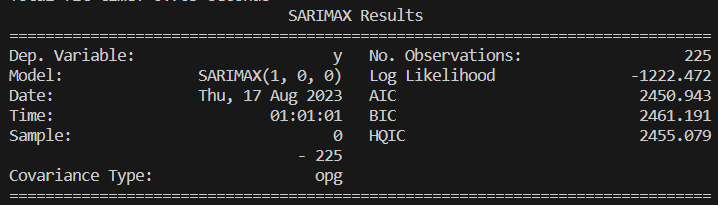 SARIMAX Results
==============================================================================
Dep. Variable:                      y   No. Observations:                  225
Model:               SARIMAX(1, 0, 0)   Log Likelihood               -1222.472
Date:                Thu, 17 Aug 2023   AIC                           2450.943
Time:                        01:01:01   BIC                           2461.191
Sample:                             0   HQIC                          2455.079
                                - 225
Covariance Type:                  opg
==============================================================================